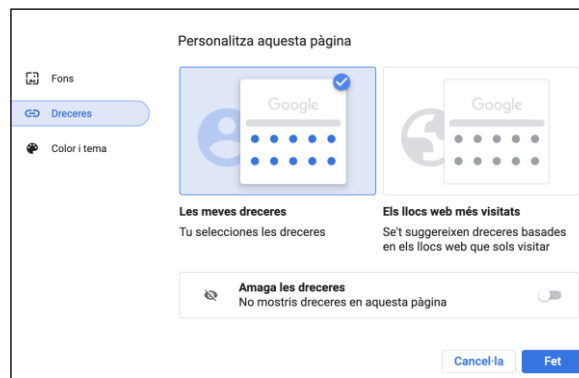 Personalitza aquesta pàgina
Fons
Dreceres
Color i tema
Google
Google
Les meves dreceres
Tu selecciones les dreceres
Els llocs web més visitats
Se't suggereixen dreceres basades
en els llocs web que sols visitar
Amaga les dreceres
No mostris dreceres en aquesta pàgina
Cancel·la
Fet